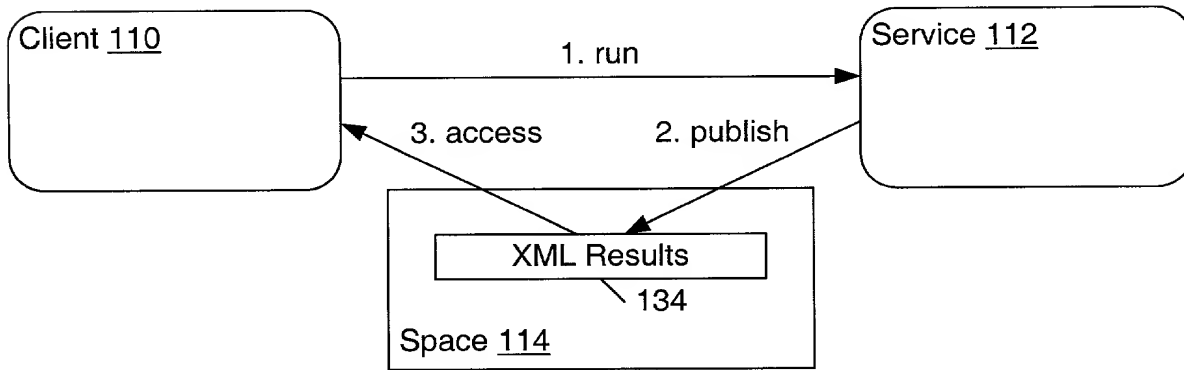 Client 110
Service 112
1. run
3. access
2. publish
XML Results
134
Space 114